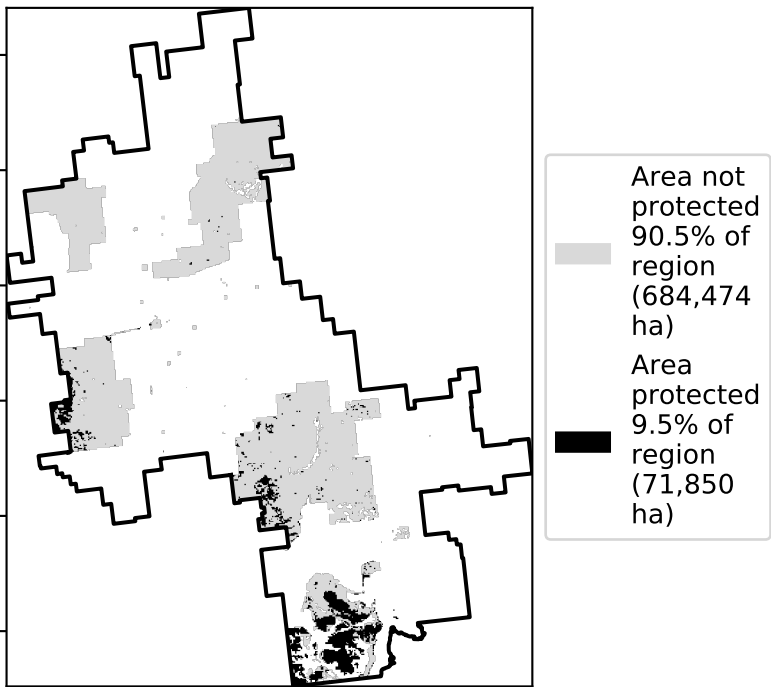 Area not
protected
90.5% of
region
(684,474
ha)
Area
protected
9.5% of
region
(71,850
ha)